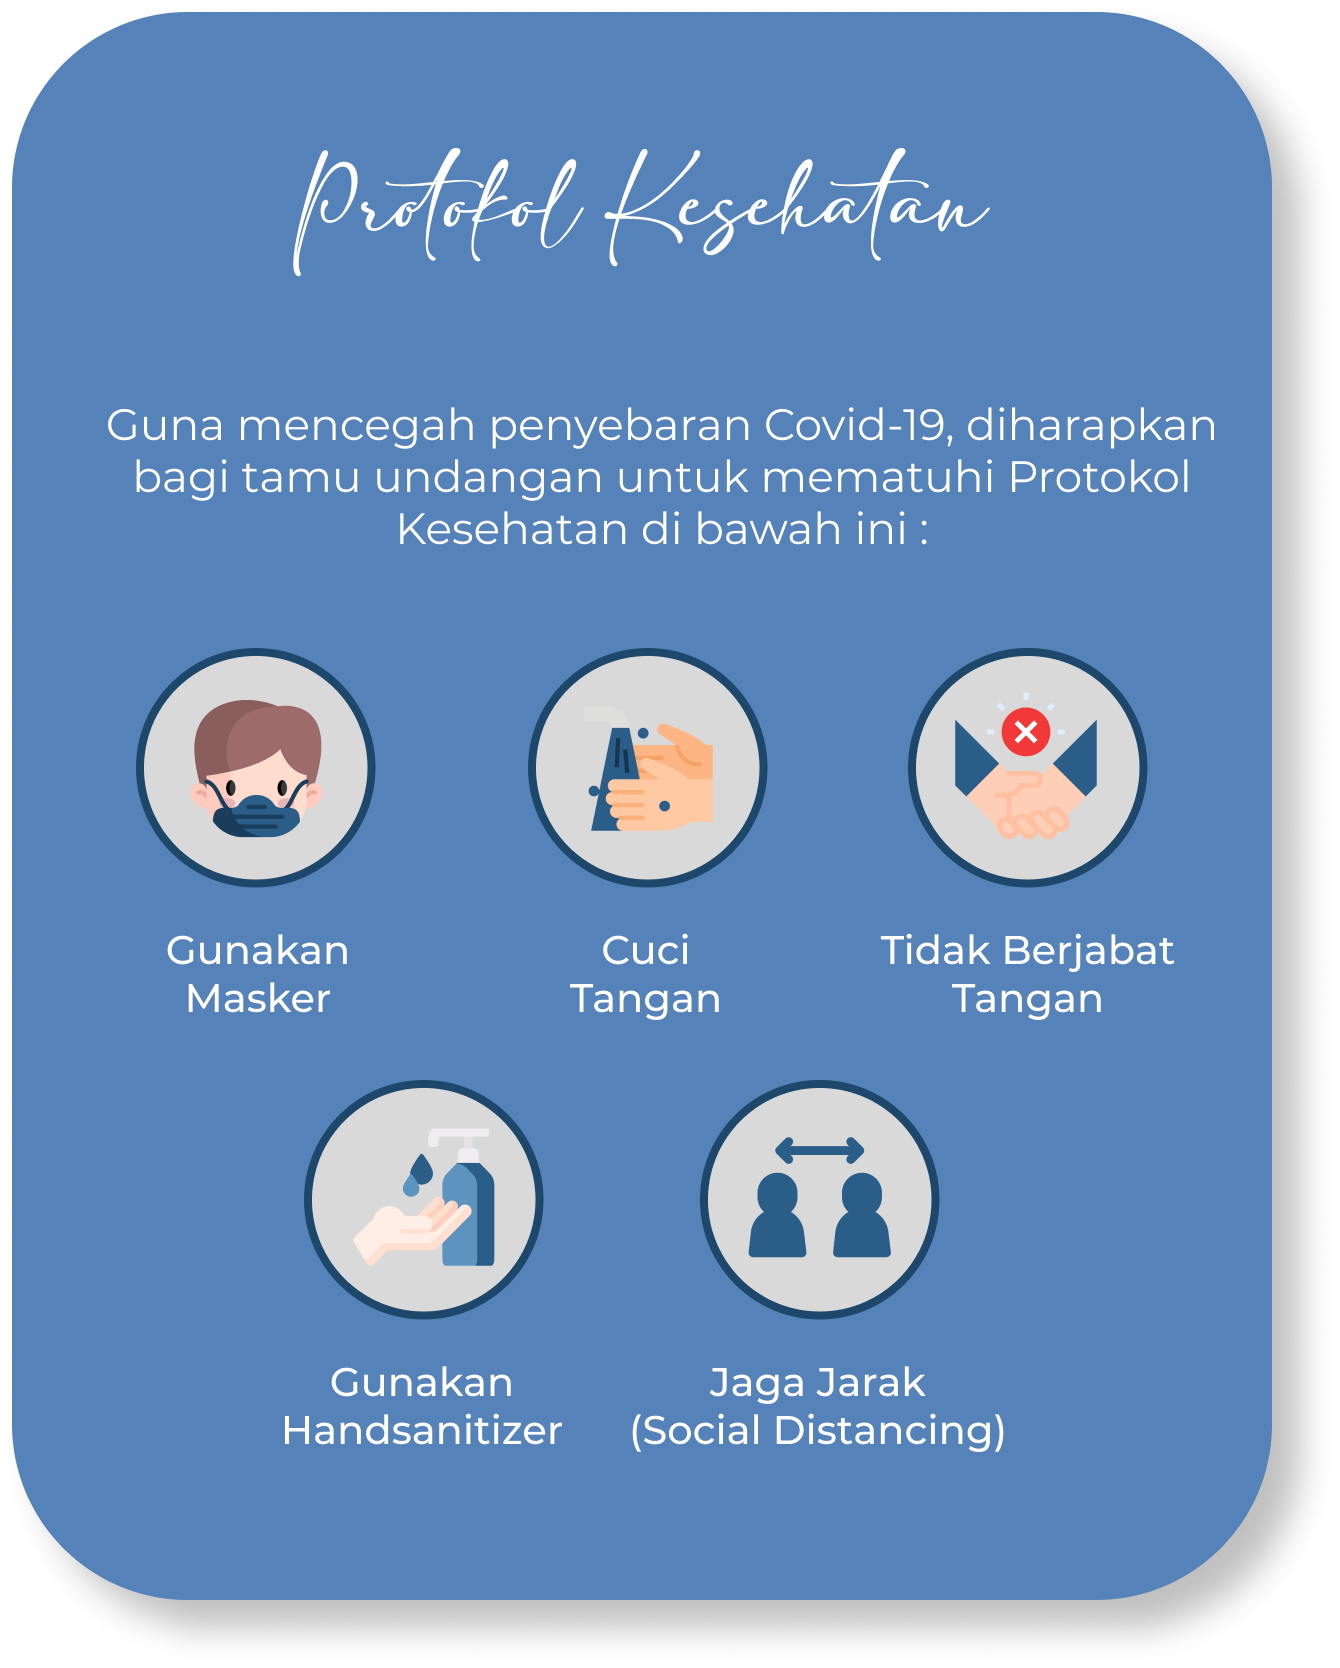 Protokol Kesehatan
Guna mencegah penyebaran Covid-19, diharapkan
bagi tamu undangan untuk mematuhi Protokol
Kesehatan di bawah ini :
Gunakan
Masker
Cuci
Tangan
Tidak Berjabat
Tangan
Gunakan
Handsanitizer
Jaga Jarak
(Social Distancing)